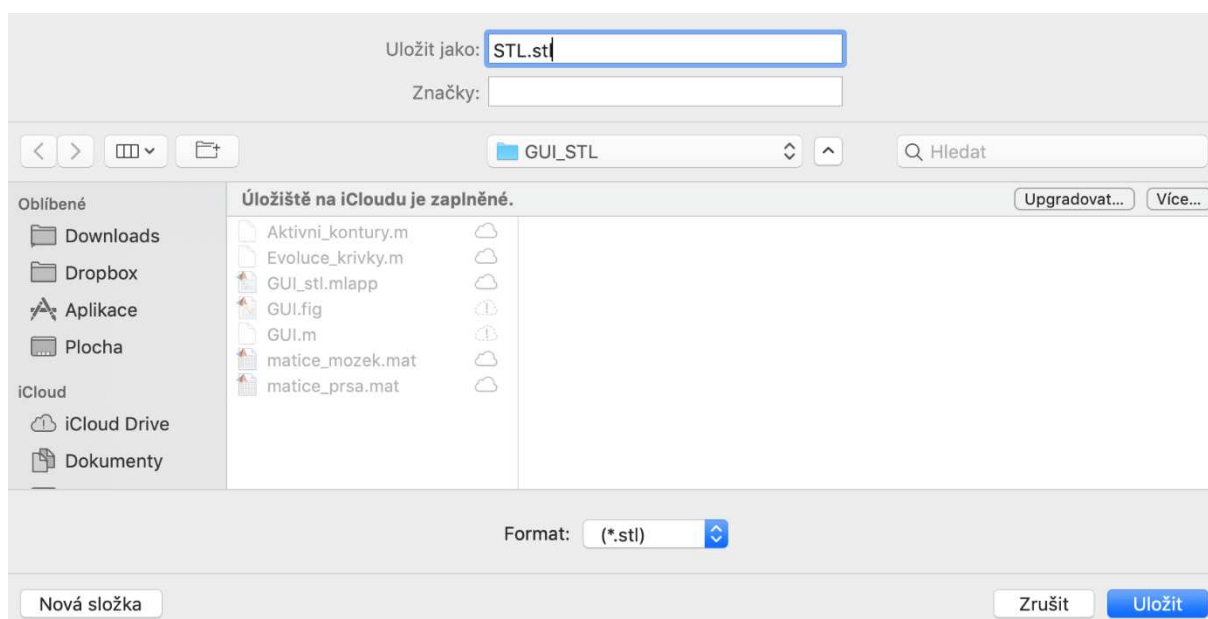 Uložit jako: STL.stl
Značky:
GUI_STL
Hledat
Oblíbené
Downloads
Dropbox
Aplikace
Plocha
iCloud
iCloud Drive
Dokumenty
Úložiště na iCloudu je zaplněné. Upgradovat... Více...
Aktivni_kontury.m
Evoluce_krivky.m
GUI_stl.mlapp
GUI.fig
GUI.m
matice_mozek.mat
matice_prsa.mat
Format: (*.stl)
Nová složka Zrušit Uložit